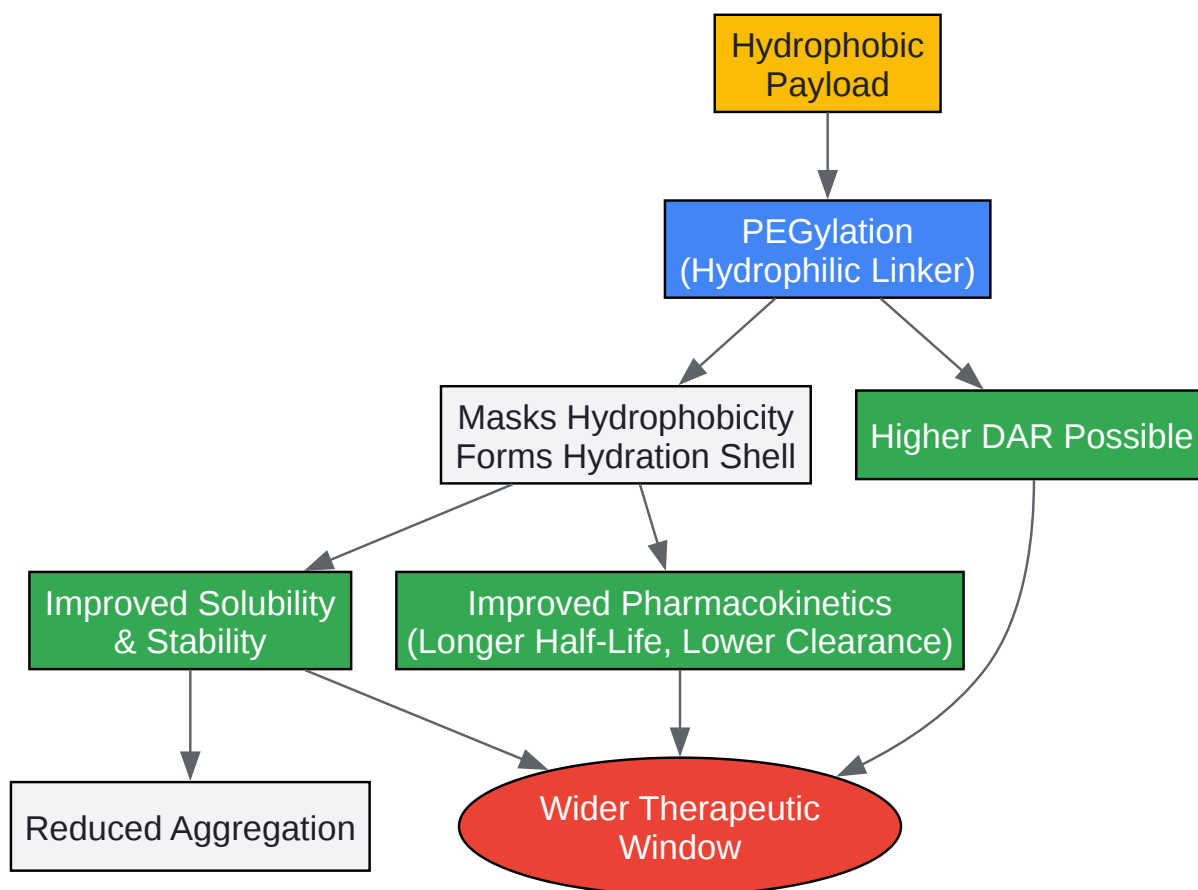 Hydrophobic
Payload
PEGylation
(Hydrophilic Linker)
Masks Hydrophobicity
Forms Hydration Shell
Higher DAR Possible
Improved Solubility
& Stability
Improved Pharmacokinetics
(Longer Half-Life, Lower Clearance)
Reduced Aggregation
Wider Therapeutic
Window